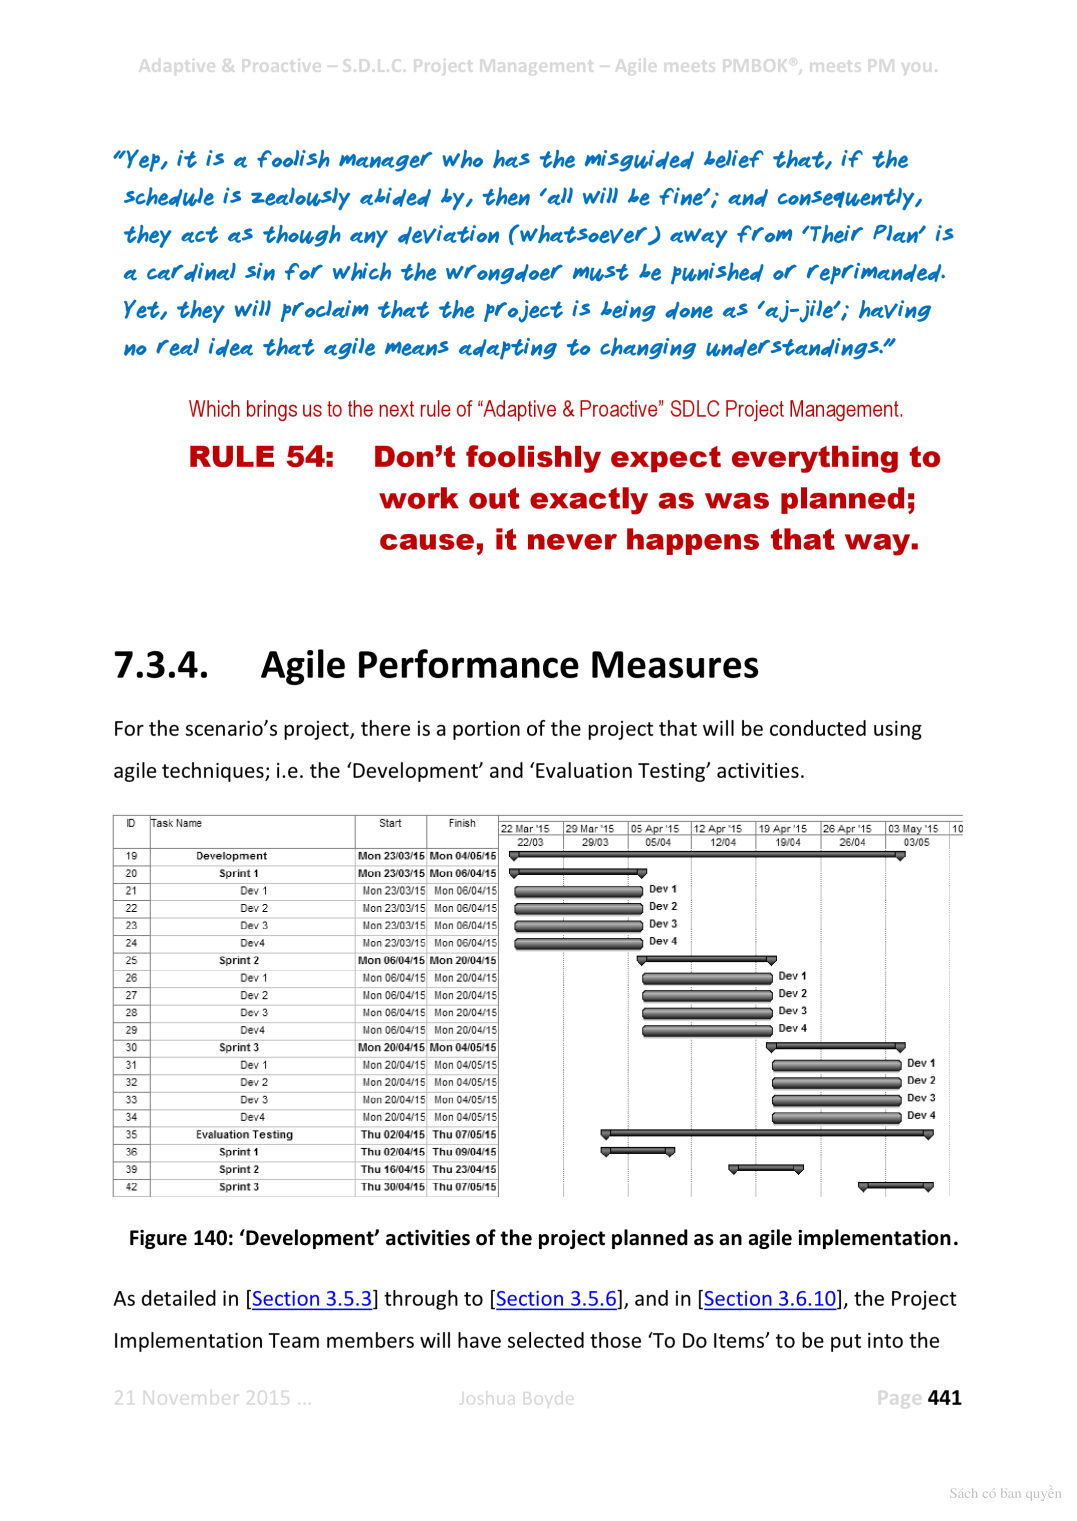 Adaptive & Proactive – S.D.L.C. Project Management – Agile meets PMBOK®, meets PM you.
“Yep, it is a foolish manager who has the misguided belief that, if the
schedule is zealously abided by, then ‘all will be fine’; and consequently,
they act as though any deviation (whatsoever) away from ‘Their Plan’ is
a cardinal sin for which the wrongdoer must be punished or reprimanded.
Yet, they will proclaim that the project is being done as ‘aj-jile’; having
no real idea that agile means adapting to changing understandings.”
Which brings us to the next rule of “Adaptive & Proactive” SDLC Project Management.
RULE 54: Don’t foolishly expect everything to
work out exactly as was planned;
cause, it never happens that way.
7.3.4. Agile Performance Measures
For the scenario’s project, there is a portion of the project that will be conducted using
agile techniques; i.e. the ‘Development’ and ‘Evaluation Testing’ activities.
ID Task Name Start Finish 22 Mar '15 29 Mar '15 05 Apr '15 12 Apr '15 19 Apr '15 26 Apr '15 03 May '15 10
22/03 29/03 05/04 12/04 19/04 26/04 03/05
19 Development Mon 23/03/15 Mon 04/05/15
20 Sprint 1 Mon 23/03/15 Mon 06/04/15
21 Dev 1 Mon 23/03/15 Mon 06/04/15 Dev 1
22 Dev 2 Mon 23/03/15 Mon 06/04/15 Dev 2
23 Dev 3 Mon 23/03/15 Mon 06/04/15 Dev 3
24 Dev4 Mon 23/03/15 Mon 06/04/15 Dev 4
25 Sprint 2 Mon 06/04/15 Mon 20/04/15
26 Dev 1 Mon 06/04/15 Mon 20/04/15 Dev 1
27 Dev 2 Mon 06/04/15 Mon 20/04/15 Dev 2
28 Dev 3 Mon 06/04/15 Mon 20/04/15 Dev 3
29 Dev4 Mon 06/04/15 Mon 20/04/15 Dev 4
30 Sprint 3 Mon 20/04/15 Mon 04/05/15
31 Dev 1 Mon 20/04/15 Mon 04/05/15 Dev 1
32 Dev 2 Mon 20/04/15 Mon 04/05/15 Dev 2
33 Dev 3 Mon 20/04/15 Mon 04/05/15 Dev 3
34 Dev4 Mon 20/04/15 Mon 04/05/15 Dev 4
35 Evaluation Testing Thu 02/04/15 Thu 07/05/15
36 Sprint 1 Thu 02/04/15 Thu 09/04/15
39 Sprint 2 Thu 16/04/15 Thu 23/04/15
42 Sprint 3 Thu 30/04/15 Thu 07/05/15
Figure 140: ‘Development’ activities of the project planned as an agile implementation.
As detailed in [Section 3.5.3] through to [Section 3.5.6], and in [Section 3.6.10], the Project
Implementation Team members will have selected those ‘To Do Items’ to be put into the
21 November 2015 ... Joshua Boyde Page 441
Sách có bản quyền